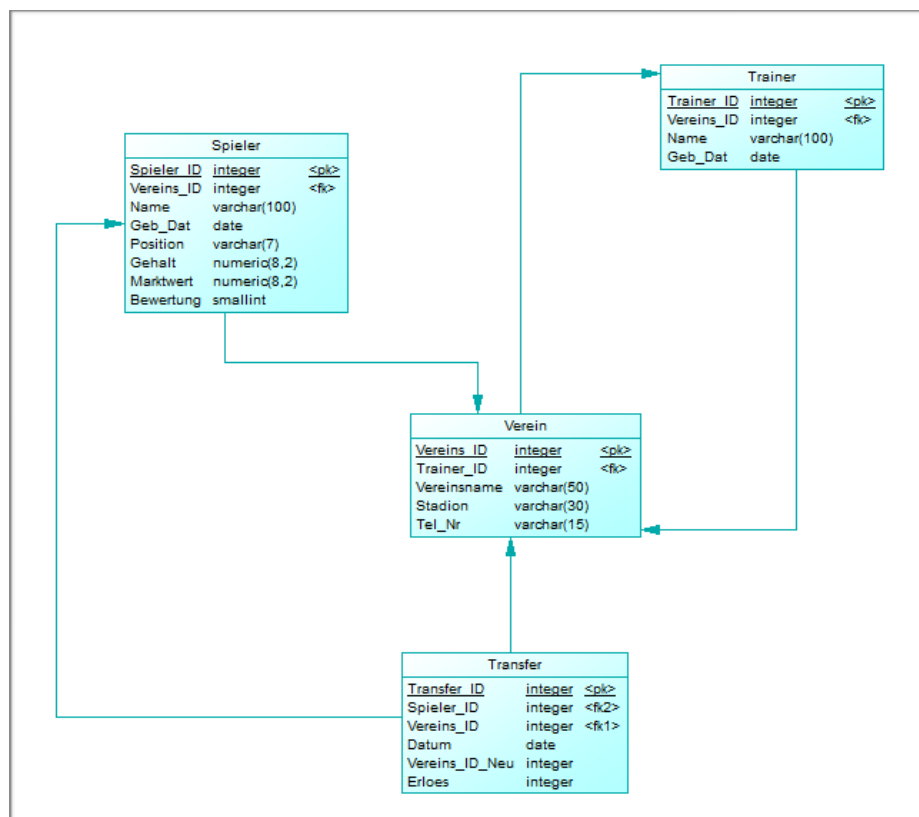 Trainer
Trainer_ID integer <pk>
Vereins_ID integer <fk>
Name varchar(100)
Geb_Dat date
Spieler
Spieler_ID integer <pk>
Vereins_ID integer <fk>
Name varchar(100)
Geb_Dat date
Position varchar(7)
Gehalt numeric(8,2)
Marktwert numeric(8,2)
Bewertung smallint
Verein
Vereins_ID integer <pk>
Trainer_ID integer <fk>
Vereinsname varchar(50)
Stadion varchar(30)
Tel_Nr varchar(15)
Transfer
Transfer_ID integer <pk>
Spieler_ID integer <fk2>
Vereins_ID integer <fk1>
Datum date
Vereins_ID_Neu integer
Erloes integer